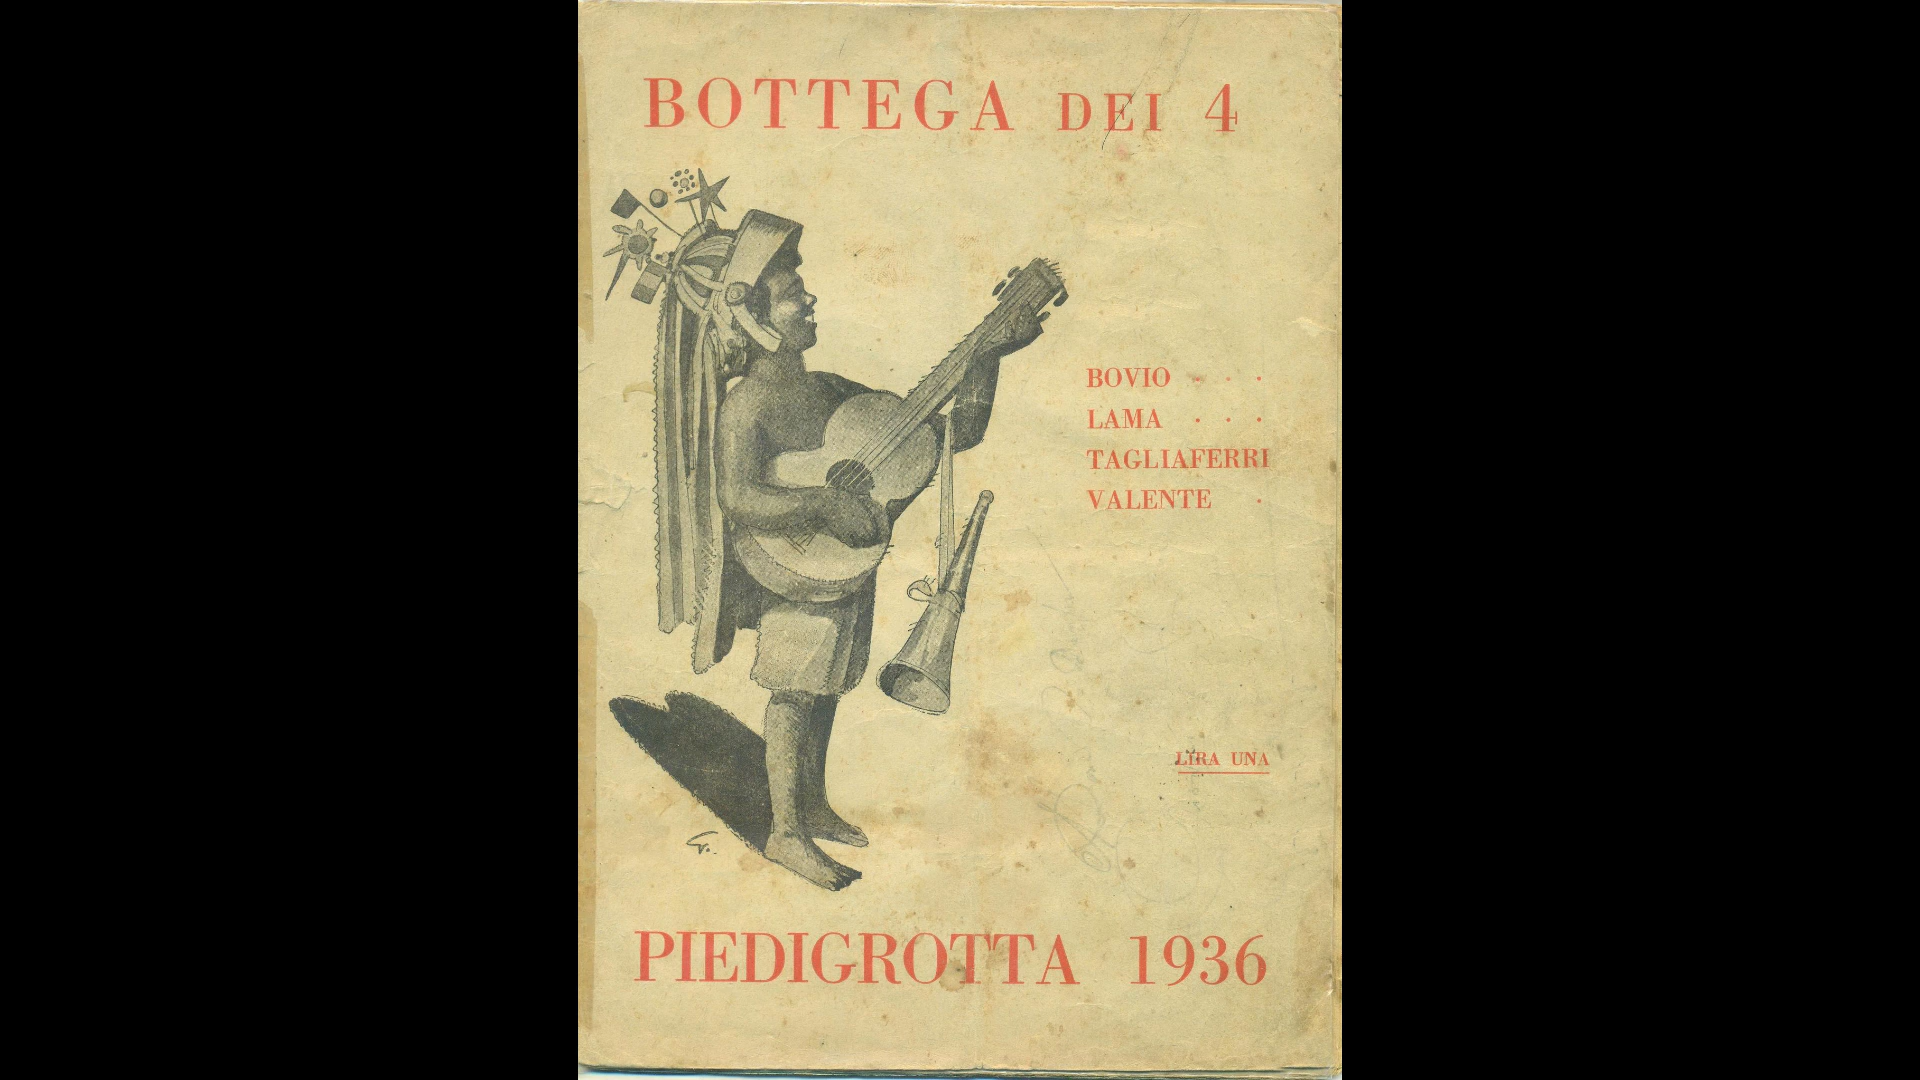 BOTTEGA DEI 4
BOVIO . . .
LAMA . . .
TAGLIAFERRI
VALENTE .
LIRA UNA
PIEDIGROTTA 1936